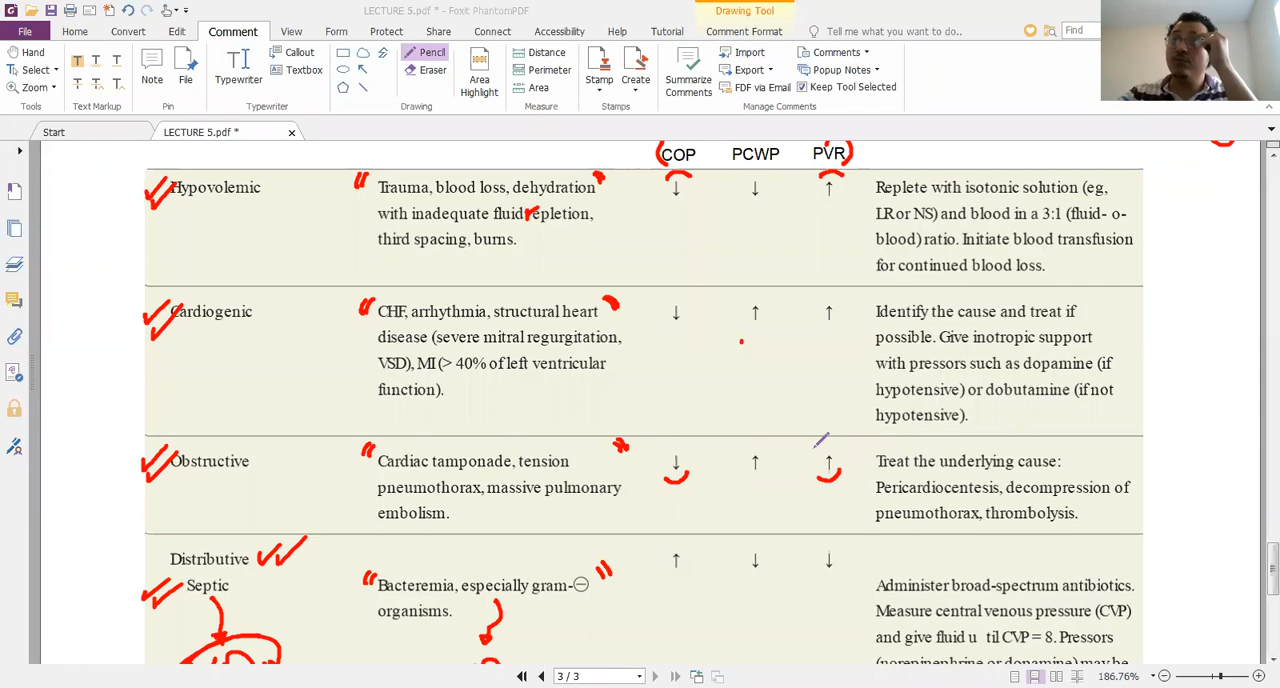 LECTURE 5.pdf * - Foxit PhantomPDF
Drawing Tool
File Home Convert Edit Comment View Form Protect Share Connect Accessibility Help Tutorial Comment Format Tell me what you want to do... Find
Hand
Select
Zoom
Tools
T T T
T T T
Text Markup
Note
File
Pin
Typewriter
Callout
Textbox
Typewriter
Pencil
Eraser
Area
Highlight
Drawing
Distance
Perimeter
Area
Measure
Stamp
Create
Stamps
Summarize
Comments
Import
Export
FDF via Email
Comments
Popup Notes
Keep Tool Selected
Manage Comments
Start LECTURE 5.pdf *
COP PCWP PVR
Hypovolemic Trauma, blood loss, dehydration ↓ ↓ ↑ Replete with isotonic solution (eg,
with inadequate fluid repletion, LR or NS) and blood in a 3:1 (fluid- o-
third spacing, burns. blood) ratio. Initiate blood transfusion
for continued blood loss.
Cardiogenic CHF, arrhythmia, structural heart ↓ ↑ ↑ Identify the cause and treat if
disease (severe mitral regurgitation, possible. Give inotropic support
VSD), MI (> 40% of left ventricular with pressors such as dopamine (if
function). hypotensive) or dobutamine (if not
hypotensive).
Obstructive Cardiac tamponade, tension ↓ ↑ ↑ Treat the underlying cause:
pneumothorax, massive pulmonary Pericardiocentesis, decompression of
embolism. pneumothorax, thrombolysis.
Distributive ↑ ↓ ↓
Septic Bacteremia, especially gram-⊖ Administer broad-spectrum antibiotics.
organisms. Measure central venous pressure (CVP)
and give fluid u til CVP = 8. Pressors
(norepinephrine or dopamine) may be
3 / 3 186.76%